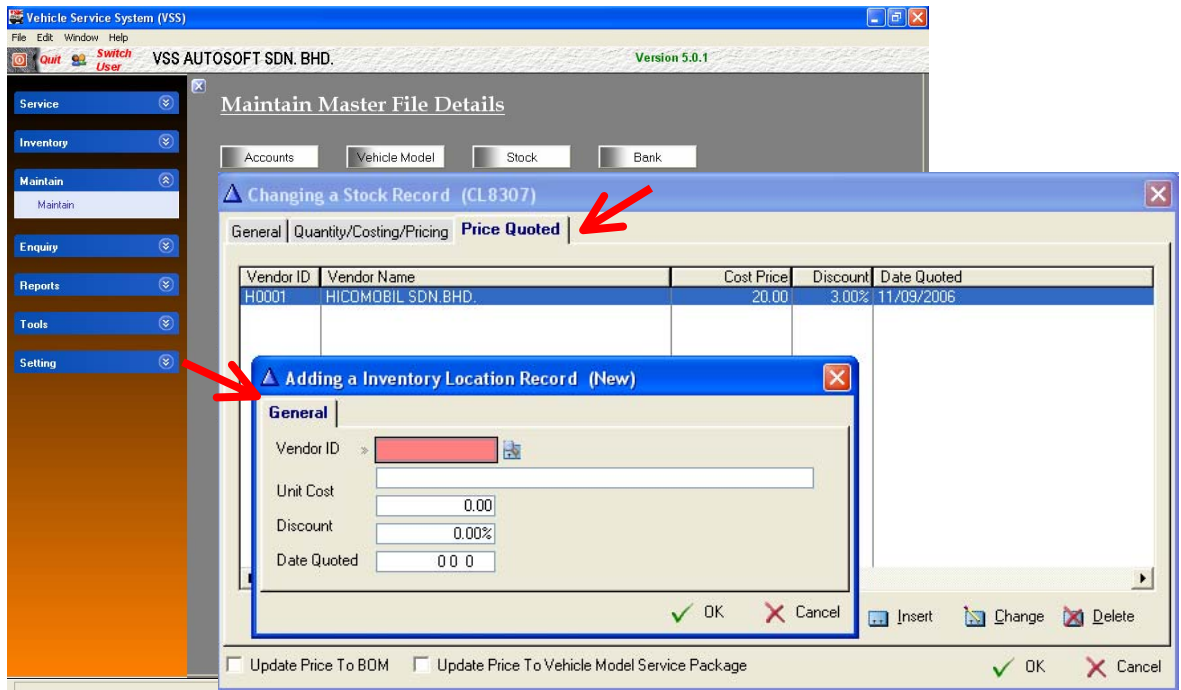 Vehicle Service System (VSS)
File Edit Window Help
Quit Switch User VSS AUTOSOFT SDN. BHD. Version 5.0.1
Service
Inventory
Maintain
Maintain
Enquiry
Reports
Tools
Setting
Maintain Master File Details
Accounts Vehicle Model Stock Bank
Changing a Stock Record (CL8307)
General Quantity/Costing/Pricing Price Quoted
Vendor ID Vendor Name Cost Price Discount Date Quoted
H0001 HICOMOBIL SDN.BHD. 20.00 3.00% 11/09/2006
Adding a Inventory Location Record (New)
General
Vendor ID »
Unit Cost 0.00
Discount 0.00%
Date Quoted 0 0 0
OK Cancel
Insert Change Delete
Update Price To BOM Update Price To Vehicle Model Service Package
OK Cancel